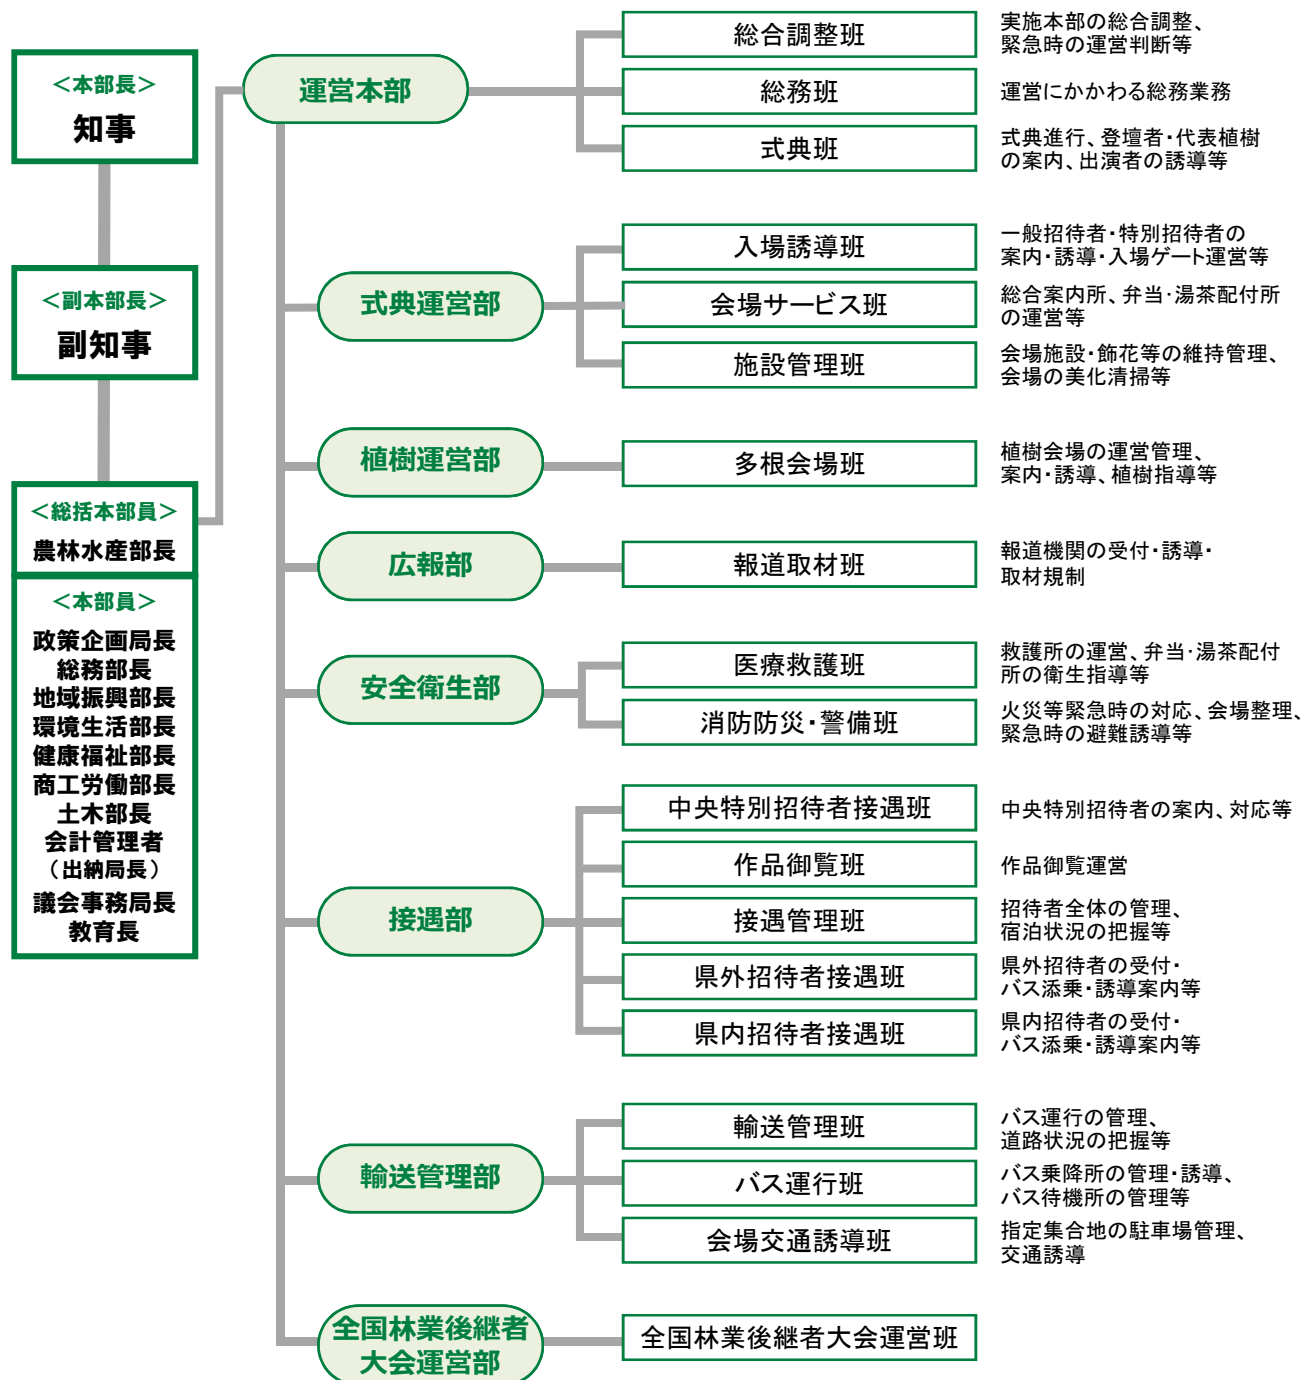 ＜本部長＞
知事
＜副本部長＞
副知事
＜総括本部員＞
農林水産部長
＜本部員＞
政策企画局長
総務部長
地域振興部長
環境生活部長
健康福祉部長
商工労働部長
土木部長
会計管理者
（出納局長）
議会事務局長
教育長
運営本部
総合調整班
実施本部の総合調整、
緊急時の運営判断等
総務班
運営にかかわる総務業務
式典班
式典進行、登壇者・代表植樹
の案内、出演者の誘導等
式典運営部
入場誘導班
一般招待者・特別招待者の
案内・誘導・入場ゲート運営等
会場サービス班
総合案内所、弁当・湯茶配付所
の運営等
施設管理班
会場施設・飾花等の維持管理、
会場の美化清掃等
植樹運営部
多根会場班
植樹会場の運営管理、
案内・誘導、植樹指導等
広報部
報道取材班
報道機関の受付・誘導・
取材規制
安全衛生部
医療救護班
救護所の運営、弁当・湯茶配付
所の衛生指導等
消防防災・警備班
火災等緊急時の対応、会場整理、
緊急時の避難誘導等
接遇部
中央特別招待者接遇班
中央特別招待者の案内、対応等
作品御覧班
作品御覧運営
接遇管理班
招待者全体の管理、
宿泊状況の把握等
県外招待者接遇班
県外招待者の受付・
バス添乗・誘導案内等
県内招待者接遇班
県内招待者の受付・
バス添乗・誘導案内等
輸送管理部
輸送管理班
バス運行の管理、
道路状況の把握等
バス運行班
バス乗降所の管理・誘導、
バス待機所の管理等
会場交通誘導班
指定集合地の駐車場管理、
交通誘導
全国林業後継者
大会運営部
全国林業後継者大会運営班